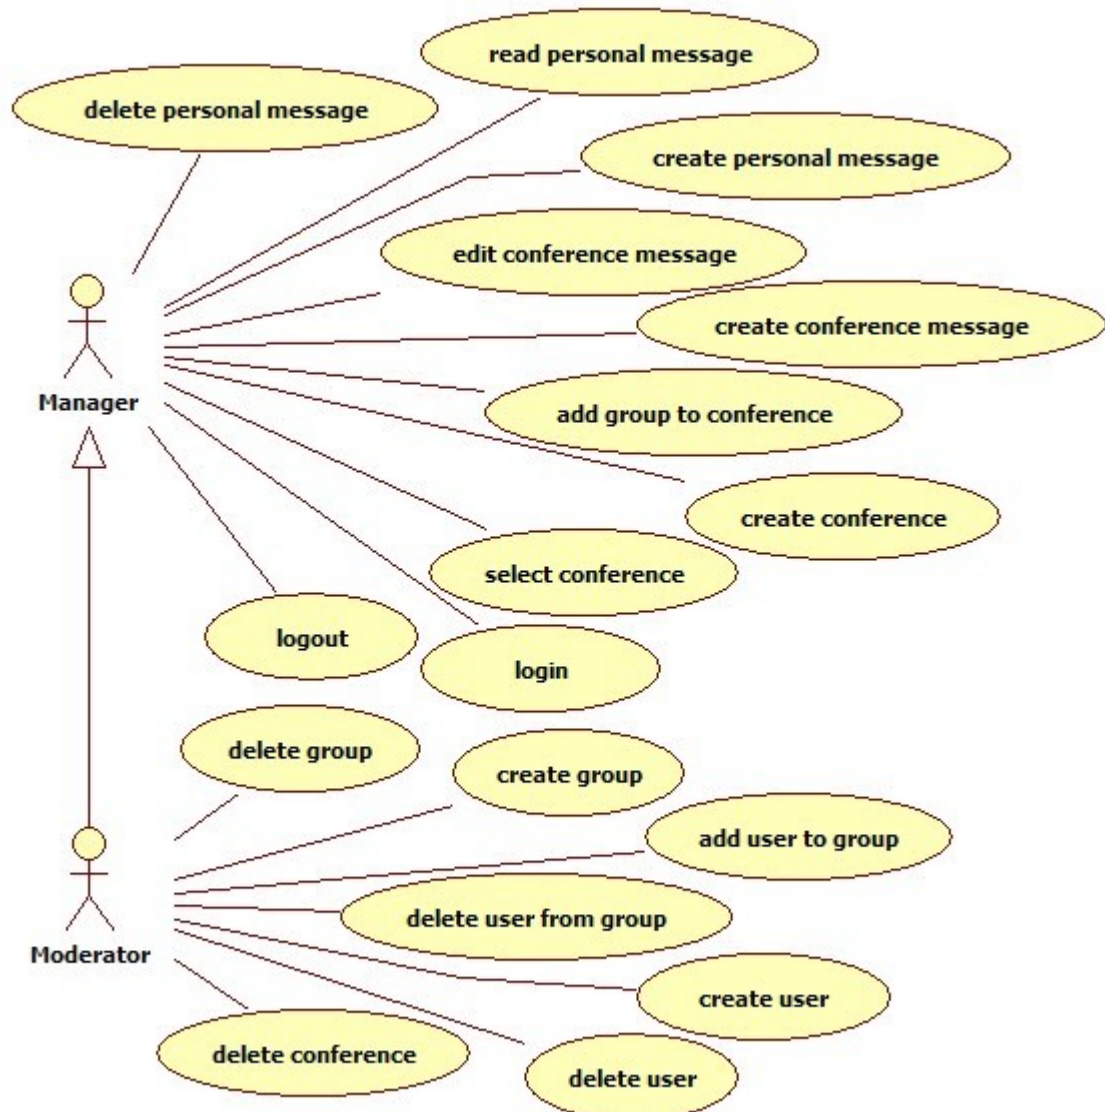 read personal message
delete personal message
create personal message
edit conference message
create conference message
Manager
add group to conference
create conference
select conference
logout
login
delete group
create group
add user to group
delete user from group
Moderator
create user
delete conference
delete user